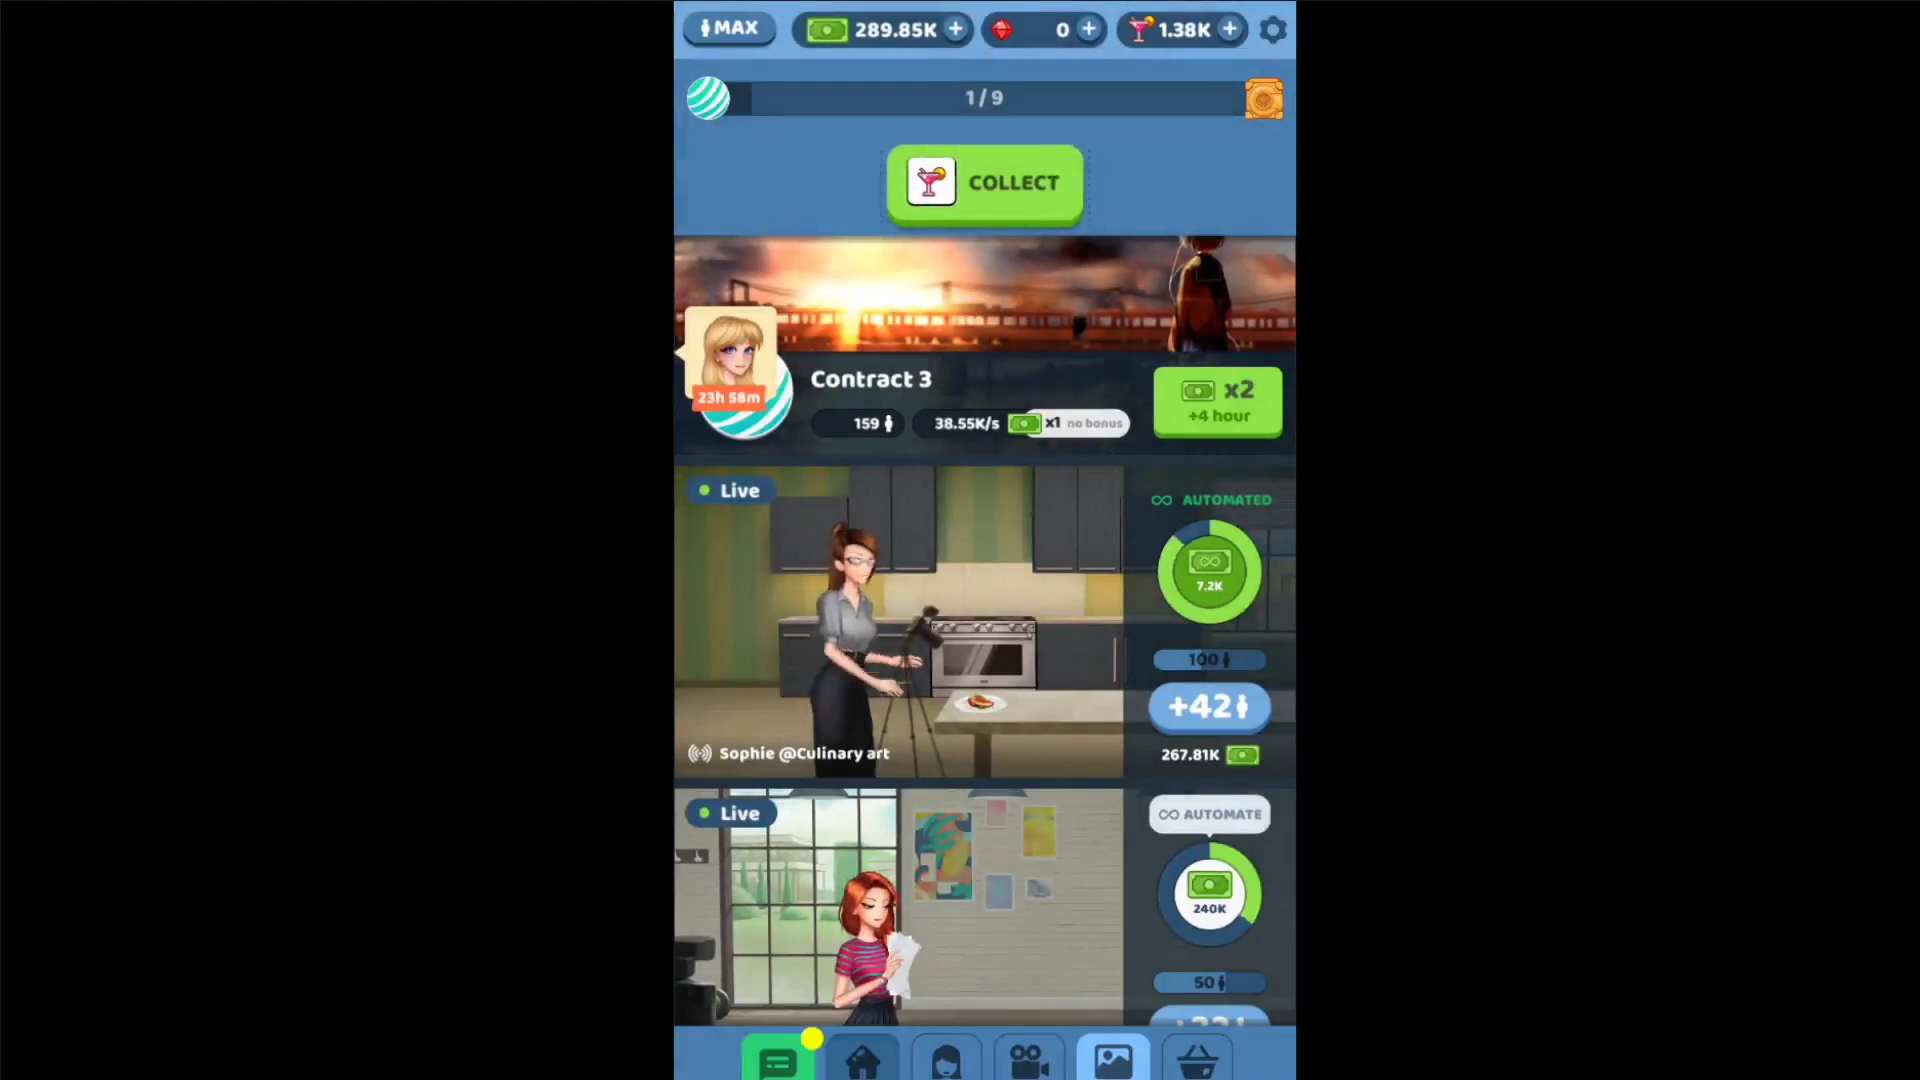 MAX
289.85K
0
1.38K
1/9
COLLECT
23h 58m
Contract 3
159
38.55K/s
x1 no bonus
x2
+4 hour
Live
AUTOMATED
7.2K
100
+42
267.81K
Sophie @Culinary art
Live
AUTOMATE
240K
50